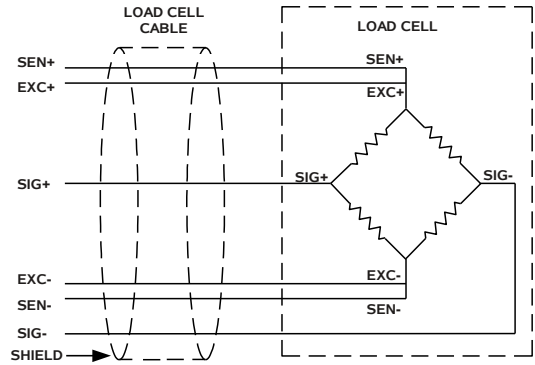 LOAD CELL
CABLE
LOAD CELL
SEN+
SEN+
EXC+
EXC+
SIG+
SIG+
SIG-
EXC-
EXC-
SEN-
SEN-
SIG-
SHIELD